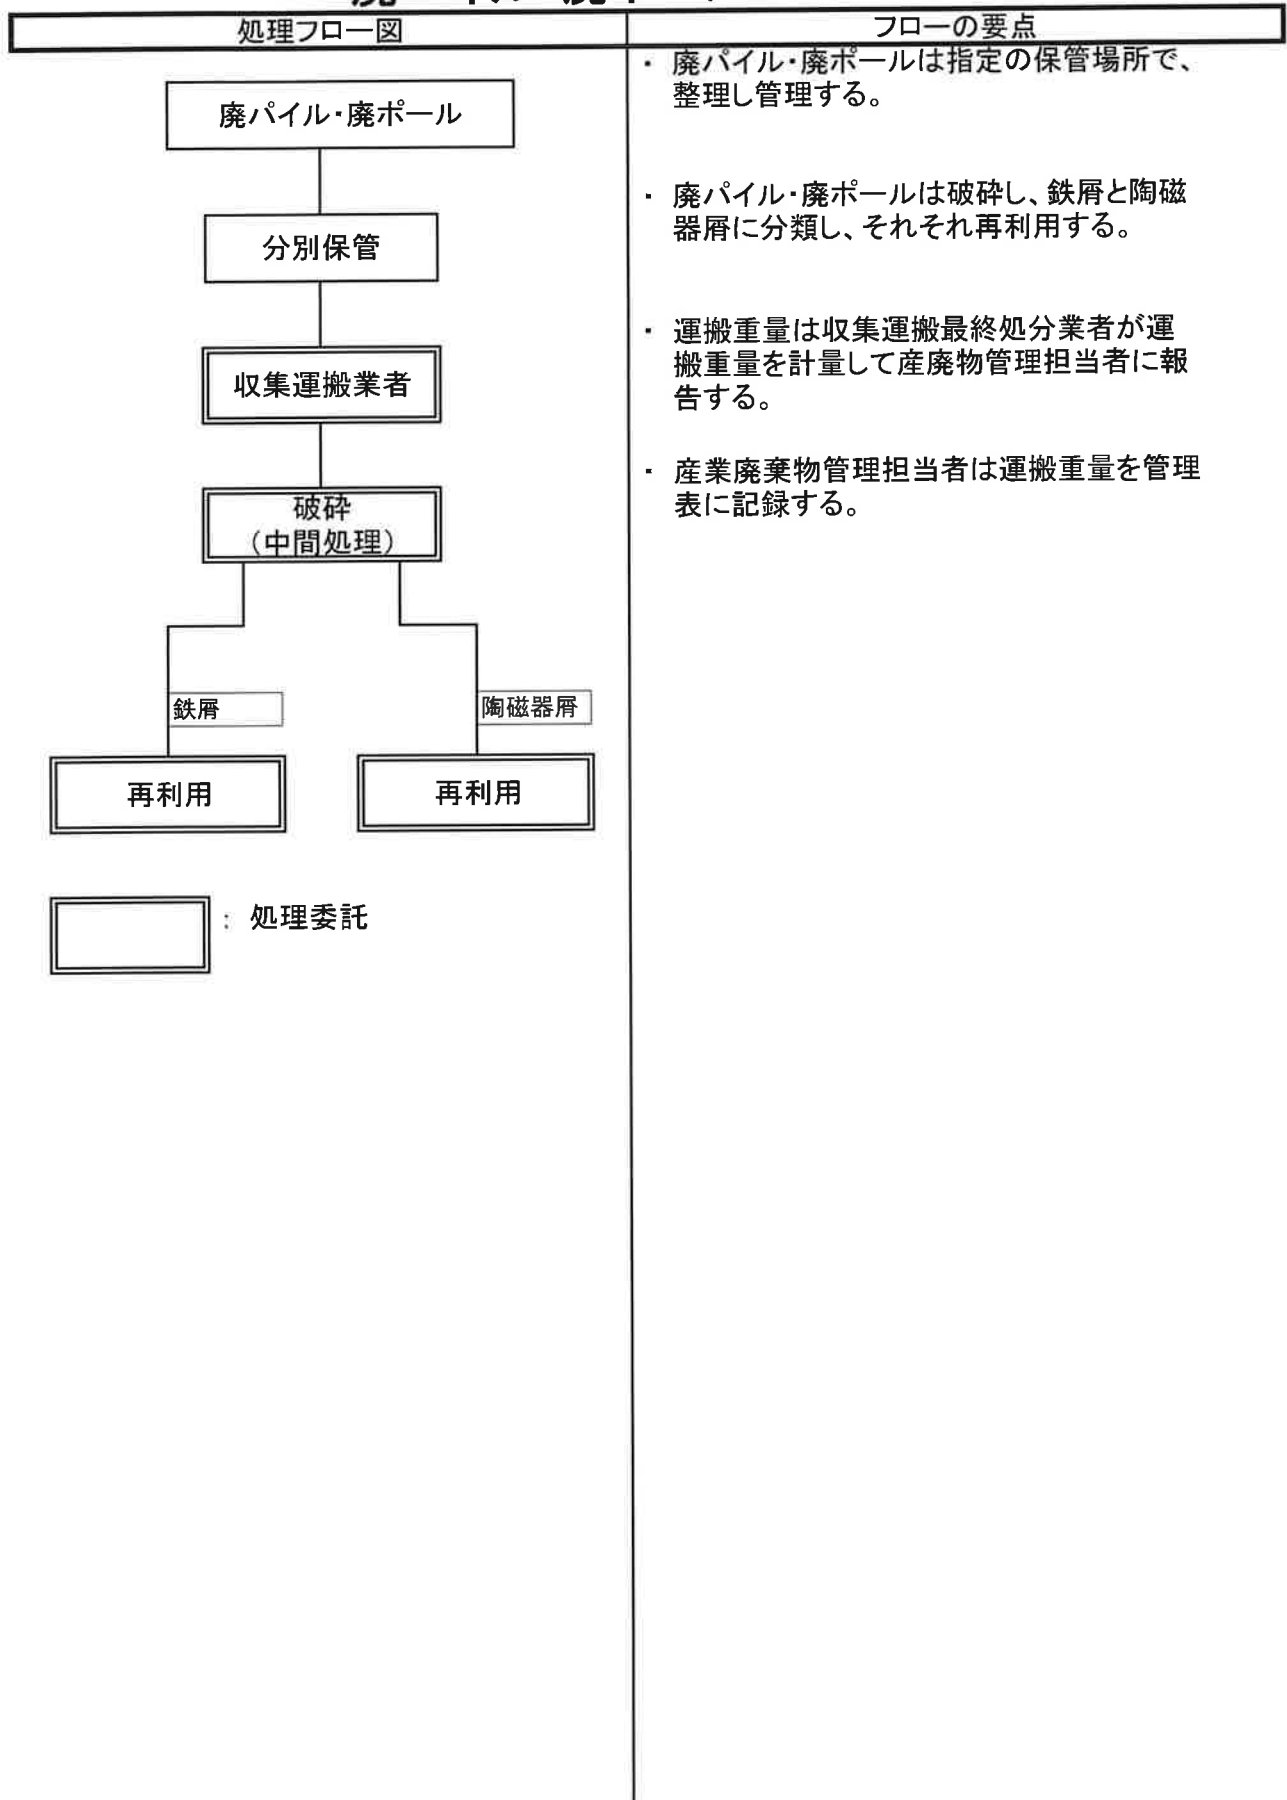 処理フロー図
フローの要点
廃パイル・廃ポール
分別保管
収集運搬業者
破砕
（中間処理）
鉄屑
陶磁器屑
再利用
再利用
： 処理委託
・ 廃パイル・廃ポールは指定の保管場所で、
整理し管理する。
・ 廃パイル・廃ポールは破砕し、鉄屑と陶磁
器屑に分類し、それそれ再利用する。
・ 運搬重量は収集運搬最終処分業者が運
搬重量を計量して産廃物管理担当者に報
告する。
・ 産業廃棄物管理担当者は運搬重量を管理
表に記録する。